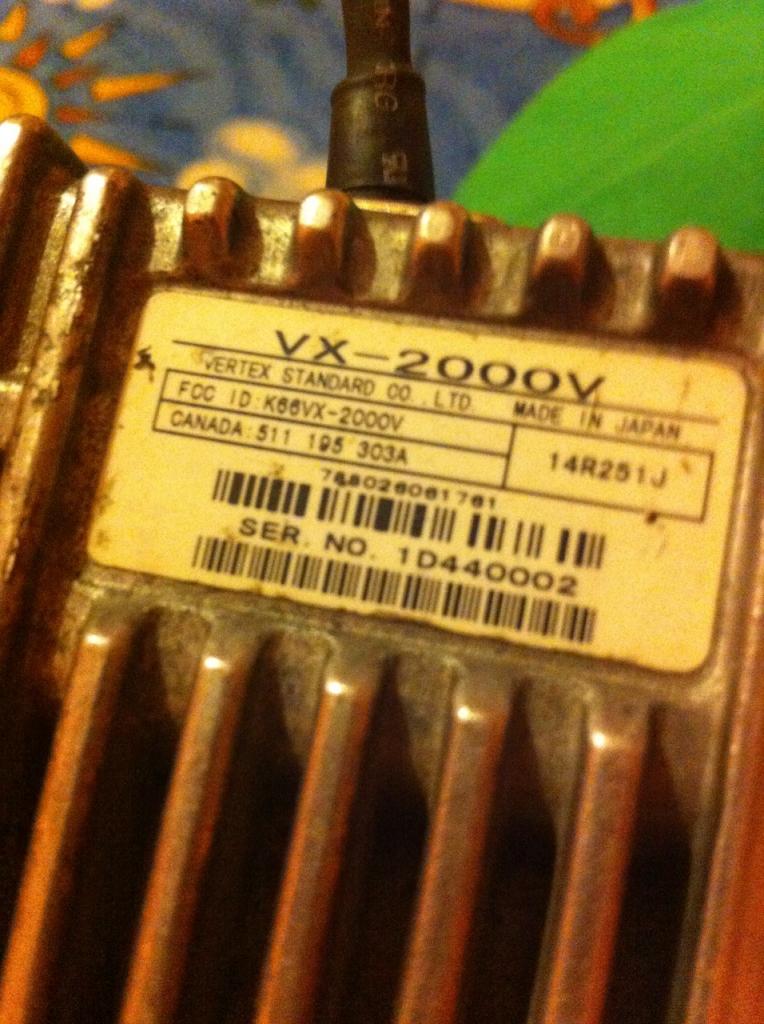 VX-2000V
VERTEX STANDARD CO., LTD. MADE IN JAPAN
FCC ID:K66VX-2000V
CANADA:511 195 303A
14R251J
788026061761
SER. NO. 1D440002